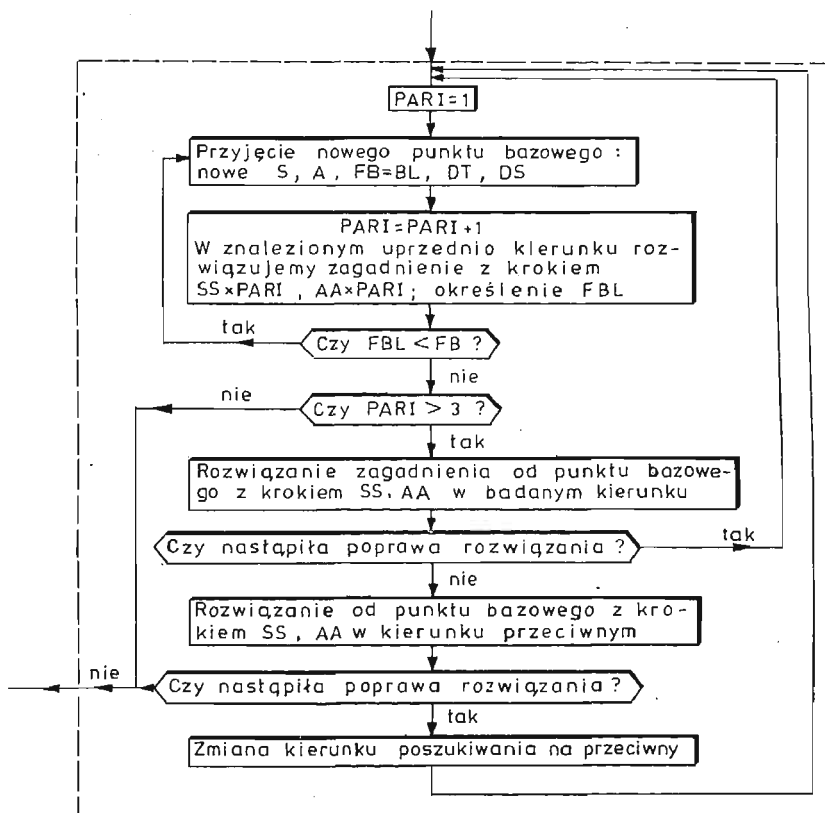 PARI=1
Przyjęcie nowego punktu bazowego :
nowe S, A, FB=BL, DT, DS
PARI=PARI+1
W znalezionym uprzednio kierunku roz-
wiązujemy zagadnienie z krokiem
SS×PARI, AA×PARI; określenie FBL
tak
Czy FBL < FB ?
nie
nie
Czy PARI > 3 ?
tak
Rozwiązanie zagadnienia od punktu bazowe-
go z krokiem SS, AA w badanym kierunku
Czy nastąpiła poprawa rozwiązania ?
tak
nie
Rozwiązanie od punktu bazowego z kro-
kiem SS, AA w kierunku przeciwnym
nie
Czy nastąpiła poprawa rozwiązania ?
tak
Zmiana kierunku poszukiwania na przeciwny